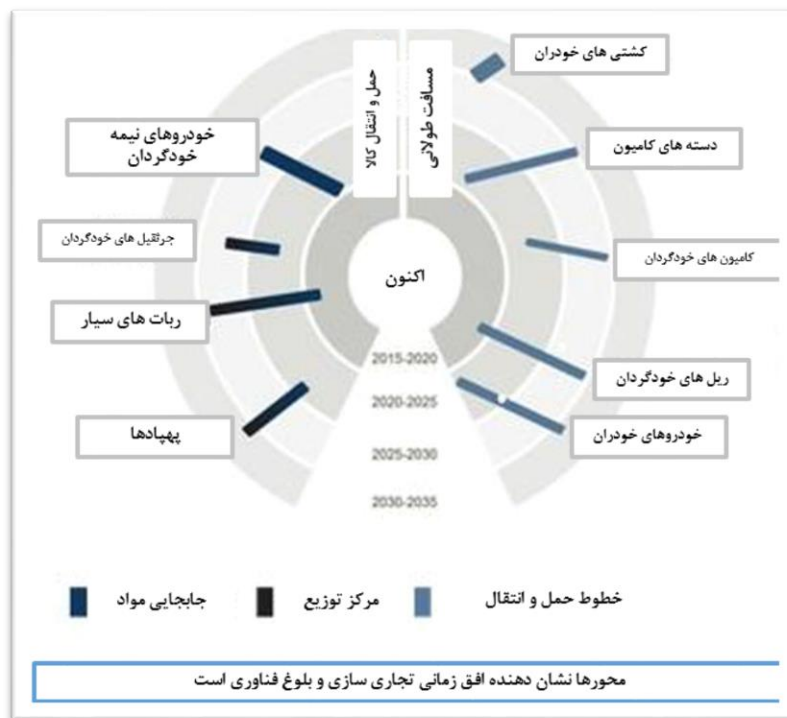 کشتی های خودران
حمل و انتقال کالا
مسافت طولانی
خودروهای نیمه
خودگردان
دسته های کامیون
جرثقیل های خودگردان
کامیون های خودگردان
اکنون
ربات های سیار
2015-2020
ریل های خودگردان
2020-2025
پهپادها
خودروهای خودران
2025-2030
2030-2035
خطوط حمل و انتقال
مرکز توزیع
جابجایی مواد
محورها نشان دهنده افق زمانی تجاری سازی و بلوغ فناوری است